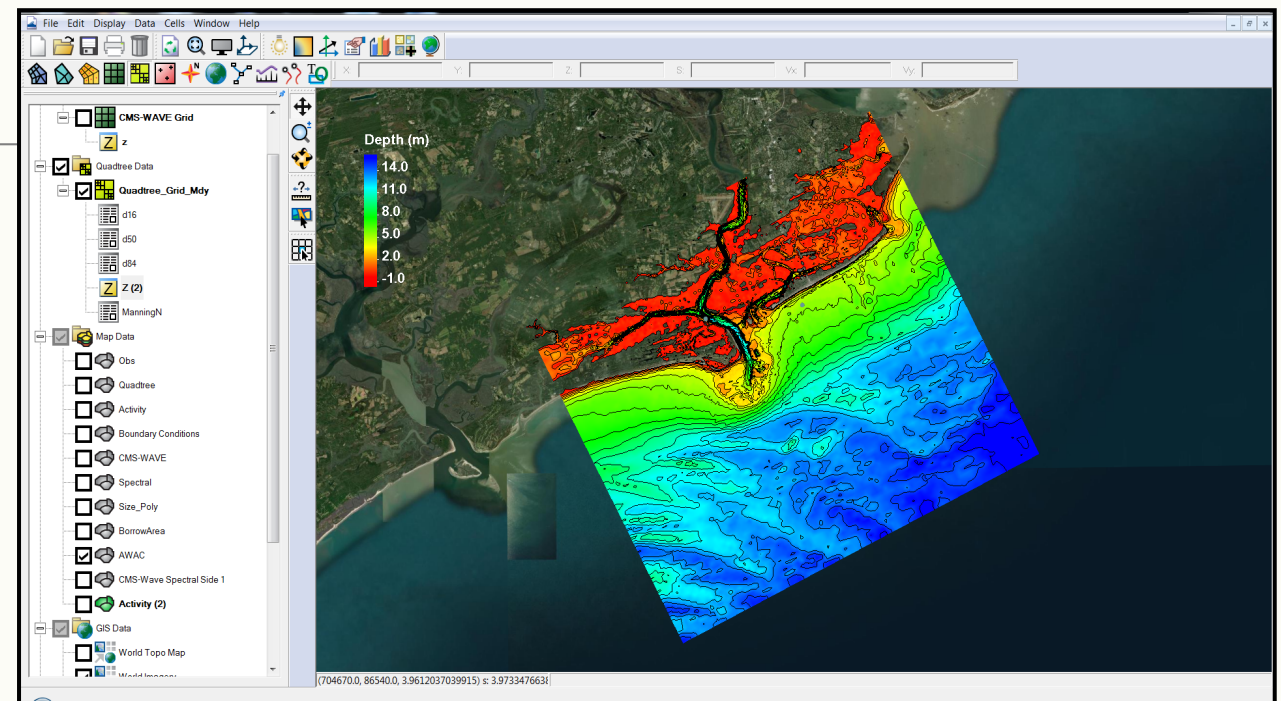 File Edit Display Data Cells Window Help
X: Y: Z: S: Vx: Vy:
CMS-WAVE Grid
z
Quadtree Data
Quadtree_Grid_Mdy
d16
d50
d84
Z (2)
ManningN
Map Data
Obs
Quadtree
Activity
Boundary Conditions
CMS-WAVE
Spectral
Size_Poly
BorrowArea
AWAC
CMS-Wave Spectral Side 1
Activity (2)
GIS Data
World Topo Map
World Imagery
Depth (m)
14.0
11.0
8.0
5.0
2.0
-1.0
(704670.0, 86540.0, 3.9612037039915) s: 3.973347663